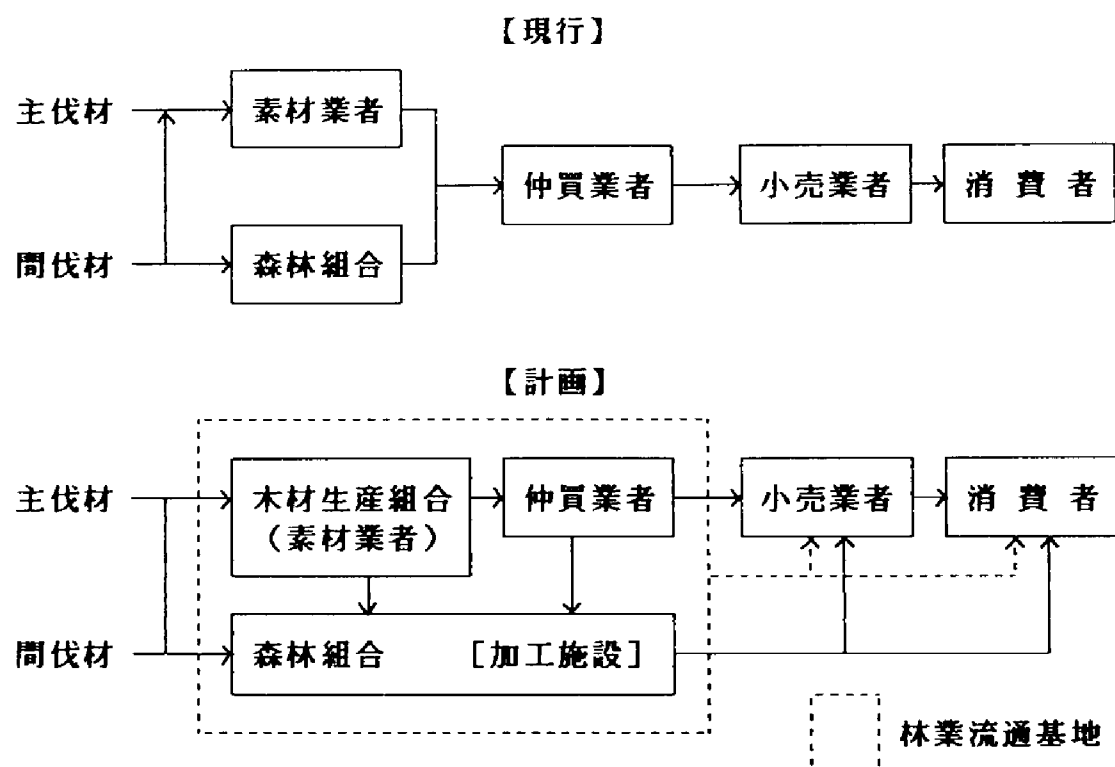 【現行】
主伐材
素材業者
仲買業者
小売業者
消費者
間伐材
森林組合
【計画】
主伐材
木材生産組合
（素材業者）
仲買業者
小売業者
消費者
間伐材
森林組合 ［加工施設］
林業流通基地